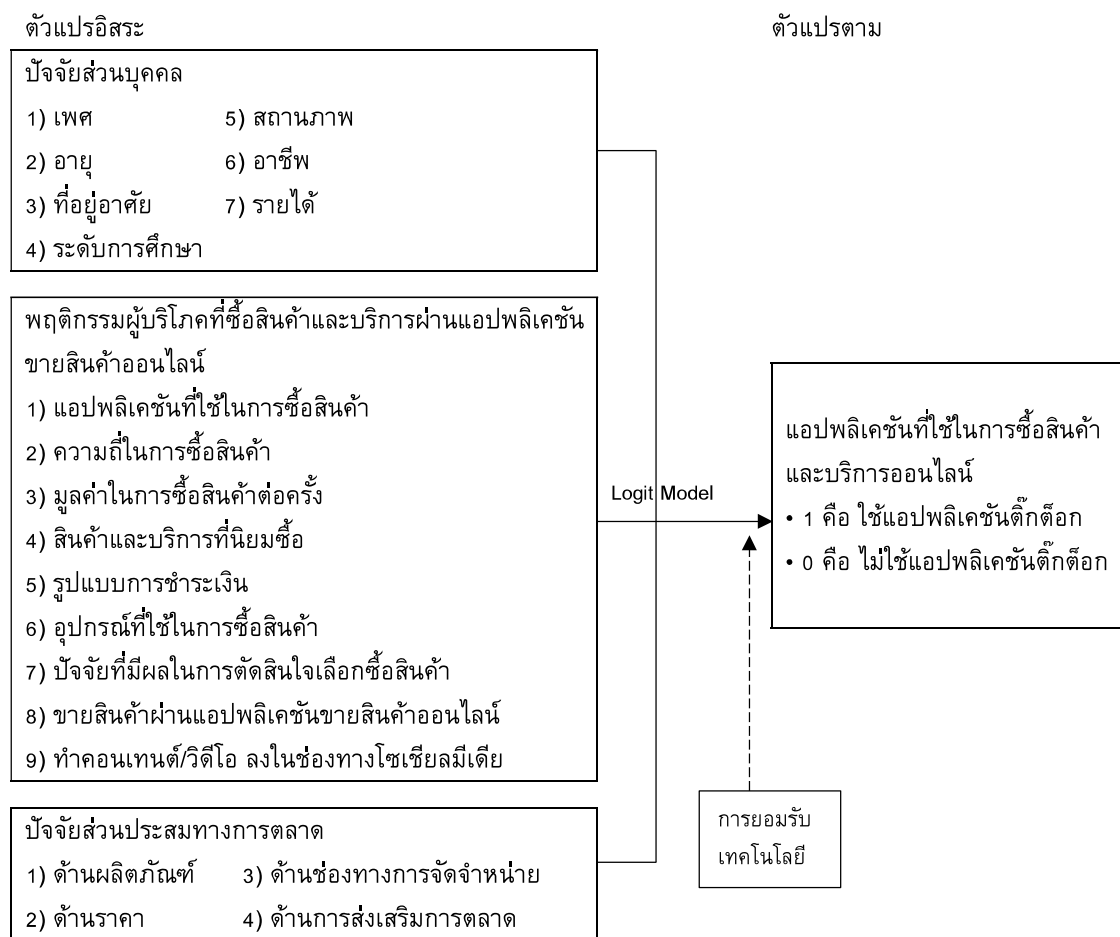 ตัวแปรอิสระ
ตัวแปรตาม
ปัจจัยส่วนบุคคล
1) เพศ 5) สถานภาพ
2) อายุ 6) อาชีพ
3) ที่อยู่อาศัย 7) รายได้
4) ระดับการศึกษา
พฤติกรรมผู้บริโภคที่ซื้อสินค้าและบริการผ่านแอปพลิเคชัน
ขายสินค้าออนไลน์
1) แอปพลิเคชันที่ใช้ในการซื้อสินค้า
2) ความถี่ในการซื้อสินค้า
3) มูลค่าในการซื้อสินค้าต่อครั้ง
4) สินค้าและบริการที่นิยมซื้อ
5) รูปแบบการชำระเงิน
6) อุปกรณ์ที่ใช้ในการซื้อสินค้า
7) ปัจจัยที่มีผลในการตัดสินใจเลือกซื้อสินค้า
8) ขายสินค้าผ่านแอปพลิเคชันขายสินค้าออนไลน์
9) ทำคอนเทนต์/วิดีโอ ลงในช่องทางโซเชียลมีเดีย
ปัจจัยส่วนประสมทางการตลาด
1) ด้านผลิตภัณฑ์ 3) ด้านช่องทางการจัดจำหน่าย
2) ด้านราคา 4) ด้านการส่งเสริมการตลาด
Logit Model
การยอมรับ
เทคโนโลยี
แอปพลิเคชันที่ใช้ในการซื้อสินค้า
และบริการออนไลน์
• 1 คือ ใช้แอปพลิเคชันติ๊กต็อก
• 0 คือ ไม่ใช้แอปพลิเคชันติ๊กต็อก